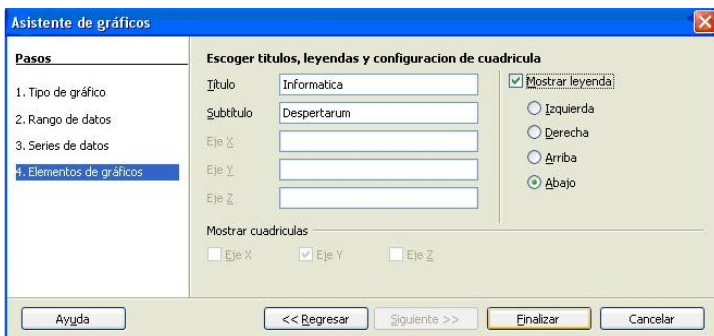 Asistente de gráficos
Pasos
1. Tipo de gráfico
2. Rango de datos
3. Series de datos
4. Elementos de gráficos
Escoger titulos, leyendas y configuracion de cuadricula
Título Informatica
Subtítulo Despertarum
Eje X
Eje Y
Eje Z
Mostrar leyenda
Izquierda
Derecha
Arriba
Abajo
Mostrar cuadriculas
Eje X Eje Y Eje Z
Ayuda << Regresar Siguiente >> Finalizar Cancelar